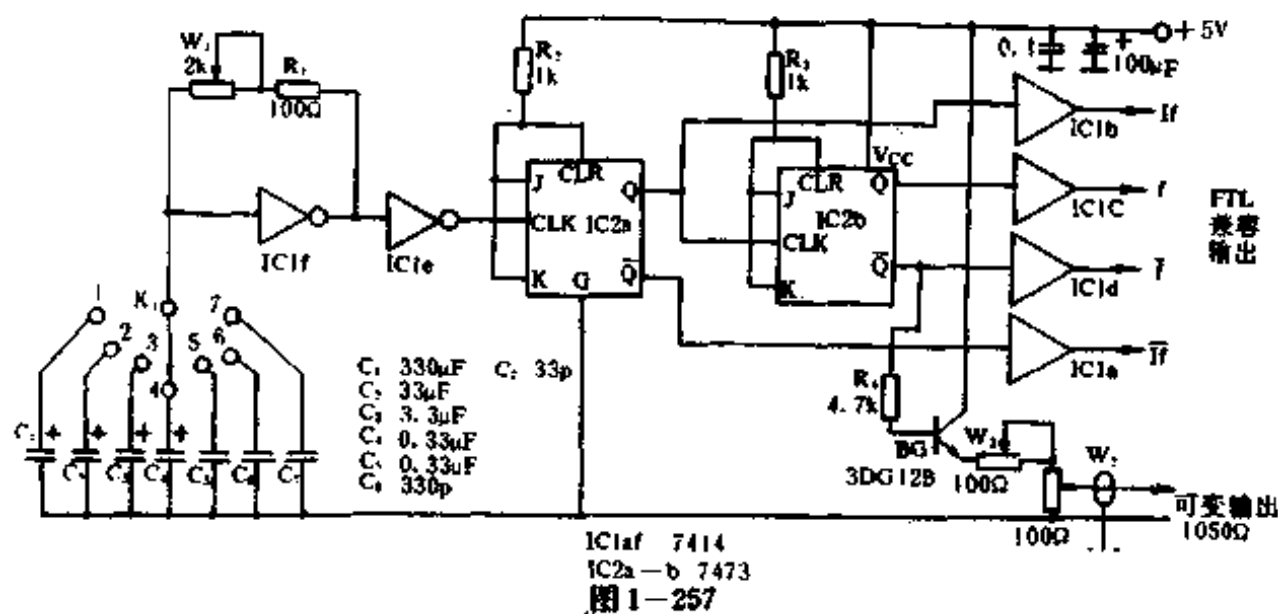 W₁
2k
R₁
100Ω
R₂
1k
R₃
1k
+5V
0.1
+
100μF
IC1f
IC1e
J
CLR
Q
CLK
IC2a
K
G
Q̄
VCC
J
CLR
Q
IC2b
CLK
Q̄
K
IC1b
If
IC1C
f
IC1d
f̄
IC1a
I̅f̅
FTL
兼容
输出
K₁
1
2
3
4
5
6
7
+
+
+
+
C₁ 330μF C₇ 33p
C₂ 33μF
C₃ 3.3μF
C₄ 0.33μF
C₅ 0.33μF
C₆ 330p
R₄
4.7k
BG
3DG12B
W₂
100Ω
100Ω
可变输出
1050Ω
IC1af 7414
IC2a—b 7473
图1—257